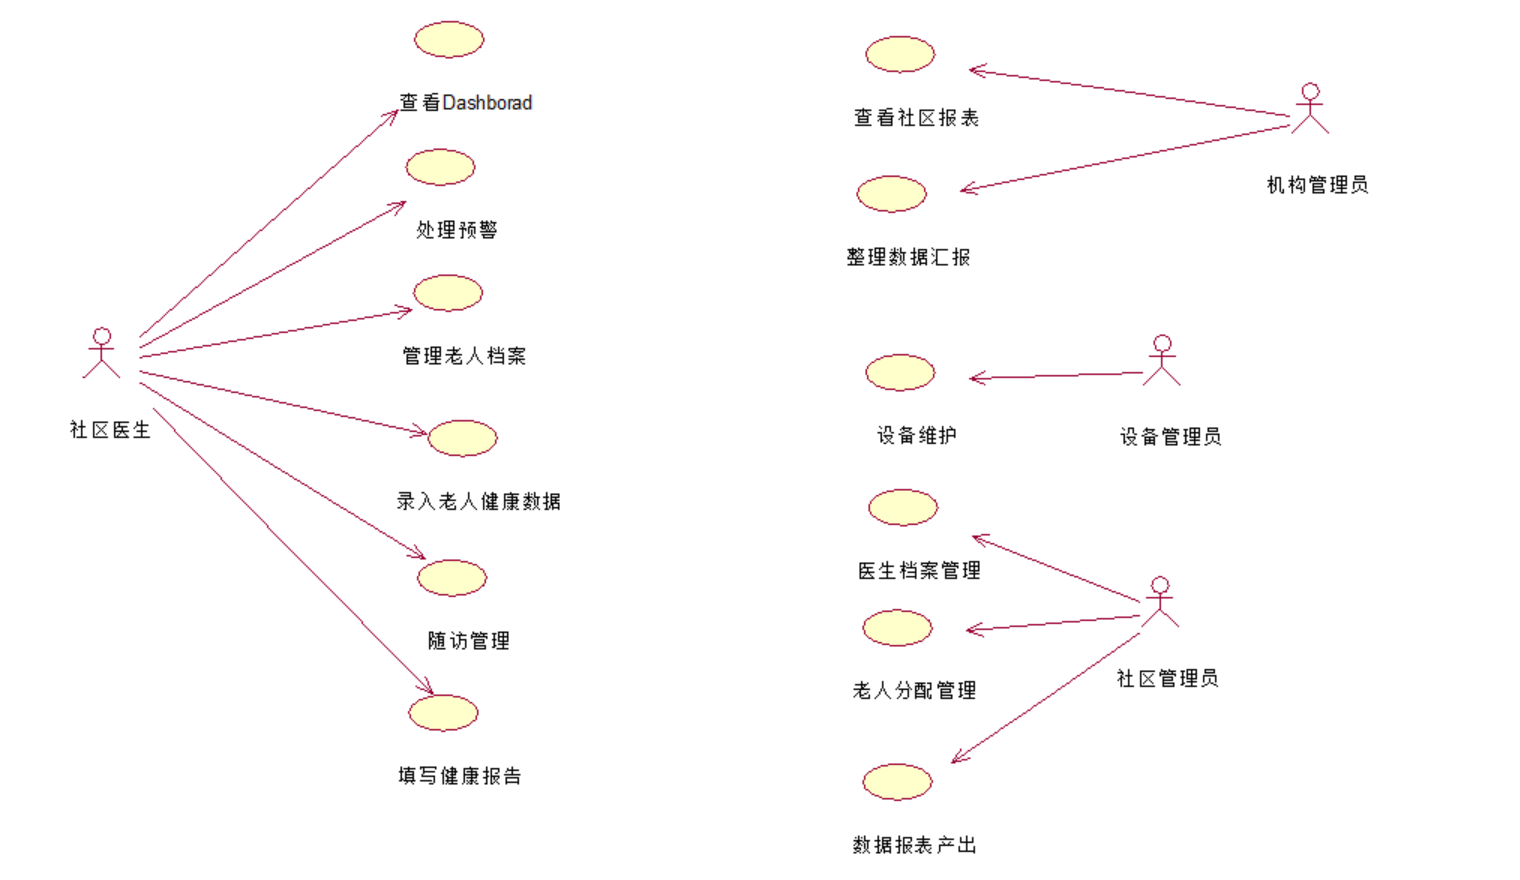 查看Dashborad
处理预警
管理老人档案
社区医生
录入老人健康数据
随访管理
填写健康报告
查看社区报表
机构管理员
整理数据汇报
设备维护
设备管理员
医生档案管理
社区管理员
老人分配管理
数据报表产出